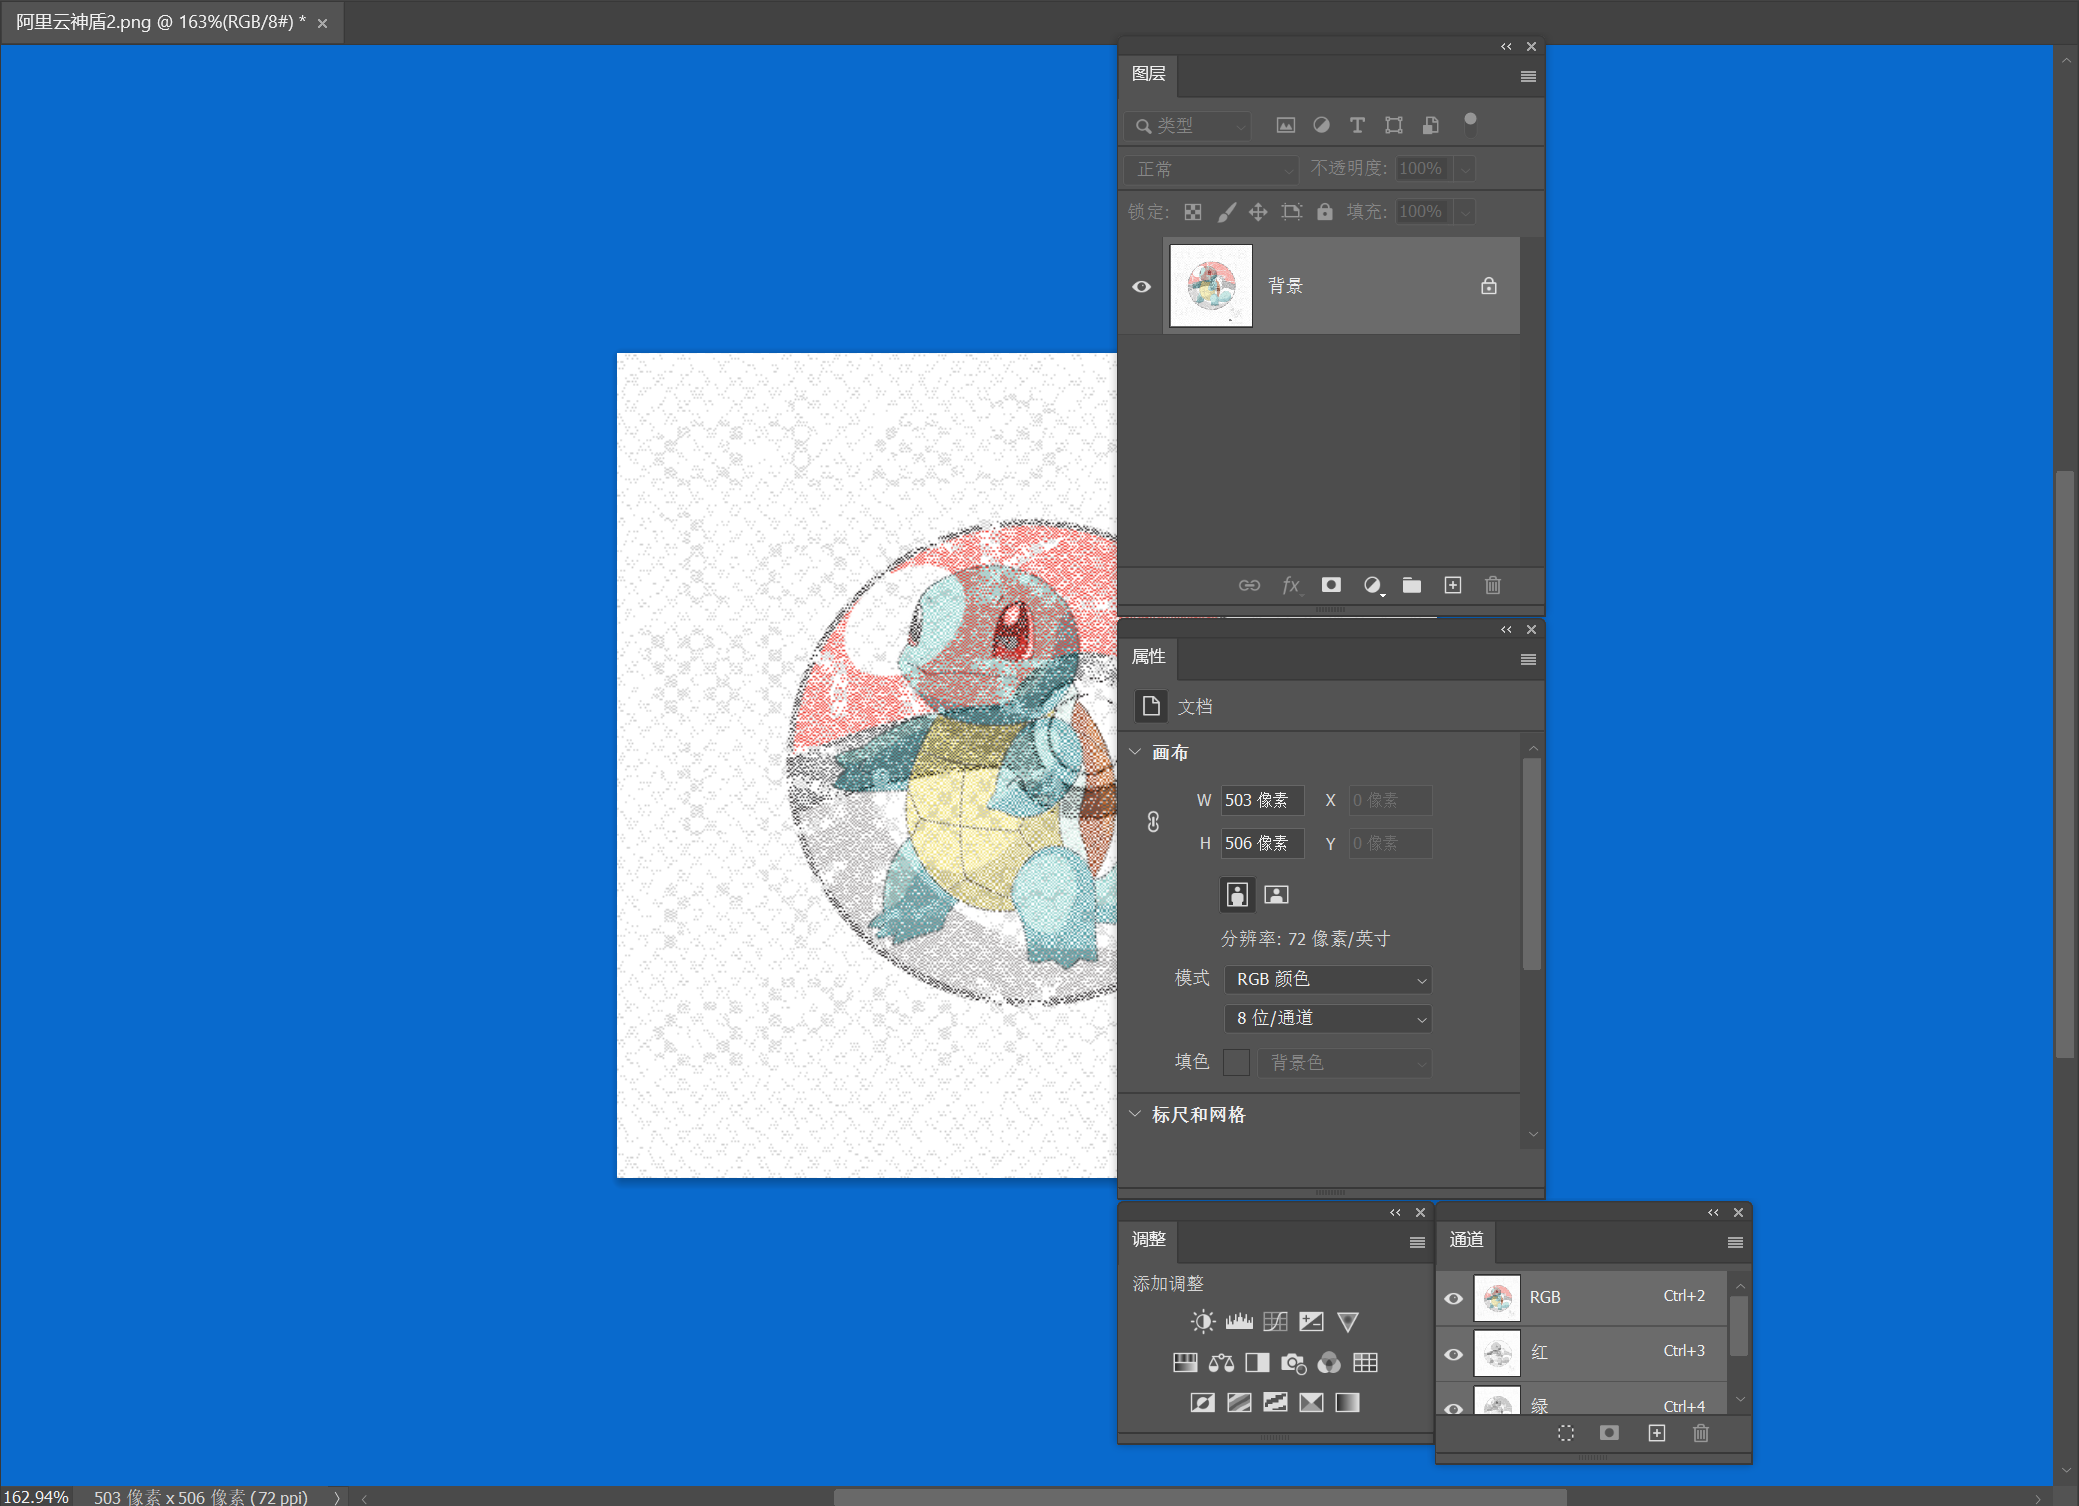 阿里云神盾2.png @ 163%(RGB/8#) *
图层
类型
正常
不透明度: 100%
锁定:
填充: 100%
背景
属性
文档
画布
W 503 像素 X 0 像素
H 506 像素 Y 0 像素
分辨率: 72 像素/英寸
模式 RGB 颜色
8 位/通道
填色 背景色
标尺和网格
调整
添加调整
通道
RGB Ctrl+2
红 Ctrl+3
绿 Ctrl+4
162.94% 503 像素 x 506 像素 (72 ppi)